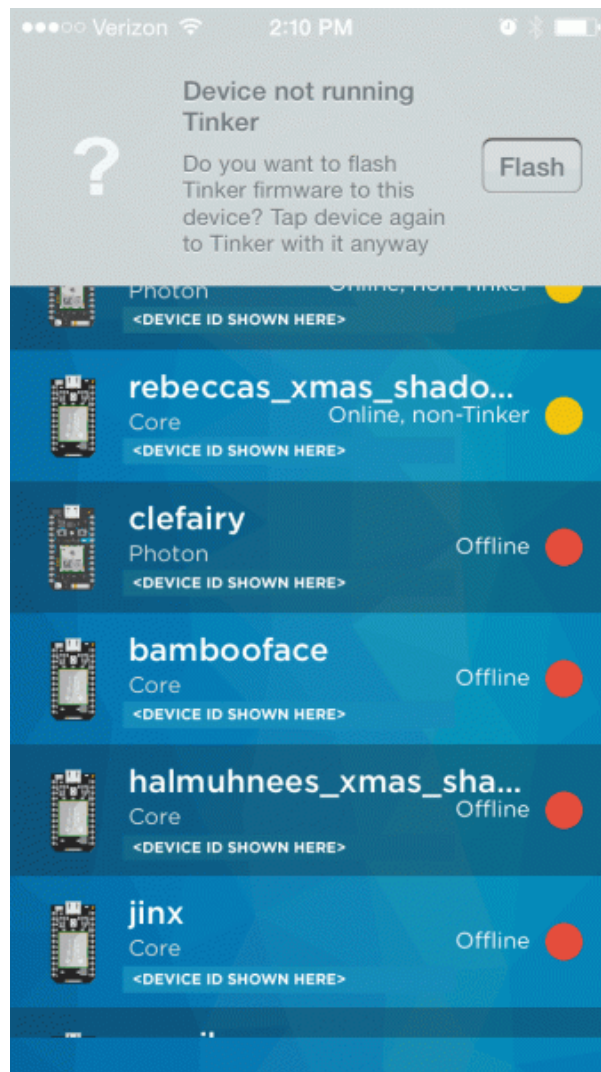 Verizon 2:10 PM
Device not running
Tinker
?
Do you want to flash
Tinker firmware to this
device? Tap device again
to Tinker with it anyway
Flash
Photon Online, non-Tinker
<DEVICE ID SHOWN HERE>
rebeccas_xmas_shado...
Core Online, non-Tinker
<DEVICE ID SHOWN HERE>
clefairy
Photon Offline
<DEVICE ID SHOWN HERE>
bambooface
Core Offline
<DEVICE ID SHOWN HERE>
halmuhnees_xmas_sha...
Core Offline
<DEVICE ID SHOWN HERE>
jinx
Core Offline
<DEVICE ID SHOWN HERE>